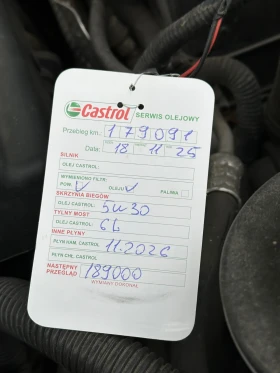 Castrol SERWIS OLEJOWY
Przebieg km.: 179091
Data: 18 11 25
SILNIK
OLEJ CASTROL:
WYMIENIONO FILTR:
POW. V OLEJU V PALIWA
SKRZYNIA BIEGÓW
OLEJ CASTROL: 5W30
TYLNY MOST
OLEJ CASTROL: 6L
INNE PŁYNY
PŁYN HAM. CASTROL 11.2026
PŁYN CHŁ. CASTROL
NASTĘPNY PRZEGLĄD 189000
WYMIANY DOKONAŁ